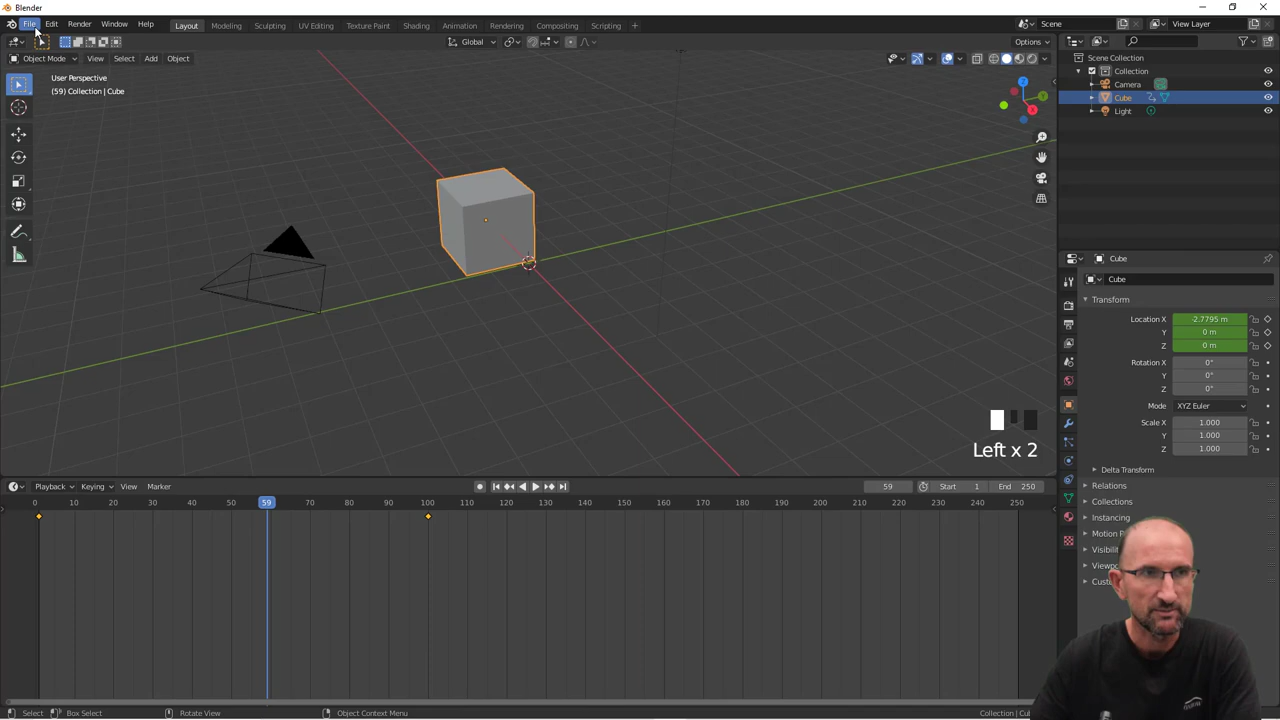 Blender
File Edit Render Window Help Layout Modeling Sculpting UV Editing Texture Paint Shading Animation Rendering Compositing Scripting + Scene View Layer
Global Options
Object Mode View Select Add Object
User Perspective
(59) Collection | Cube
Scene Collection
Collection
Camera
Cube
Light
Cube
Cube
Transform
Location X -2.7795 m
Y 0 m
Z 0 m
Rotation X 0°
Y 0°
Z 0°
Mode XYZ Euler
Scale X 1.000
Y 1.000
Z 1.000
Delta Transform
Relations
Collections
Instancing
Motion P
Visibili
Viewpo
Cust
Left x 2
Playback Keying View Marker 59 Start 1 End 250
0 10 20 30 40 50 59 70 80 90 100 110 120 130 140 150 160 170 180 190 200 210 220 230 240 250
Select Box Select Rotate View Object Context Menu Collection | Cu